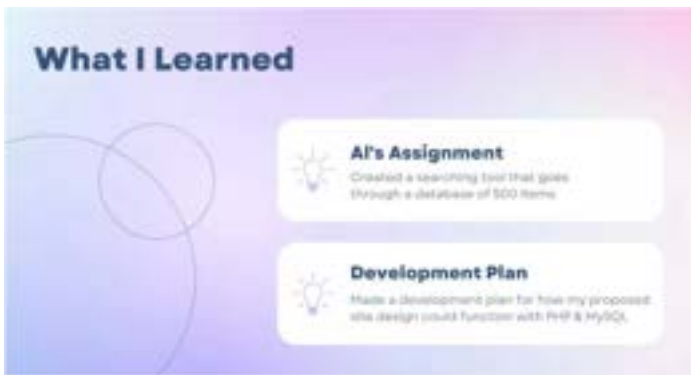 What I Learned
AI's Assignment
Created a searching tool that goes
through a database of 500 items
Development Plan
Made a development plan for how my proposed
site design could function with PHP & MySQL